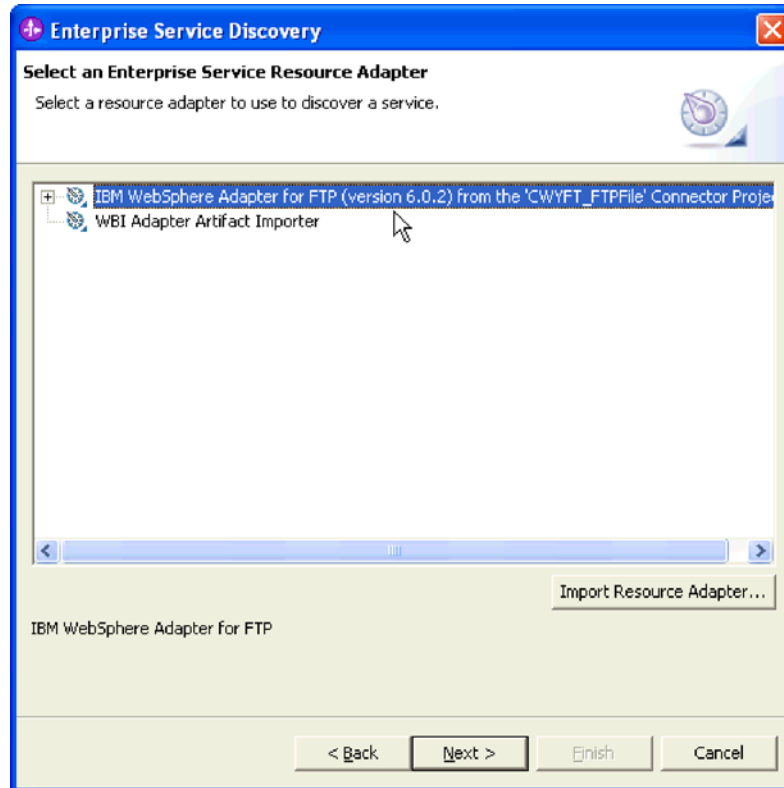 Enterprise Service Discovery
Select an Enterprise Service Resource Adapter
Select a resource adapter to use to discover a service.
IBM WebSphere Adapter for FTP (version 6.0.2) from the 'CWYFT_FTPFile' Connector Projec
WBI Adapter Artifact Importer
Import Resource Adapter...
IBM WebSphere Adapter for FTP
< Back Next > Finish Cancel